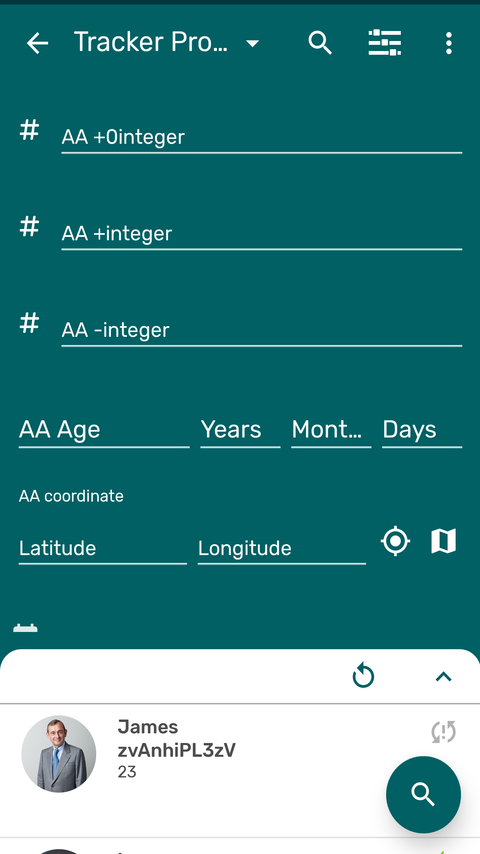 Tracker Pro...
# AA +0integer
# AA +integer
# AA -integer
AA Age Years Mont... Days
AA coordinate
Latitude Longitude
James
zvAnhiPL3zV
23